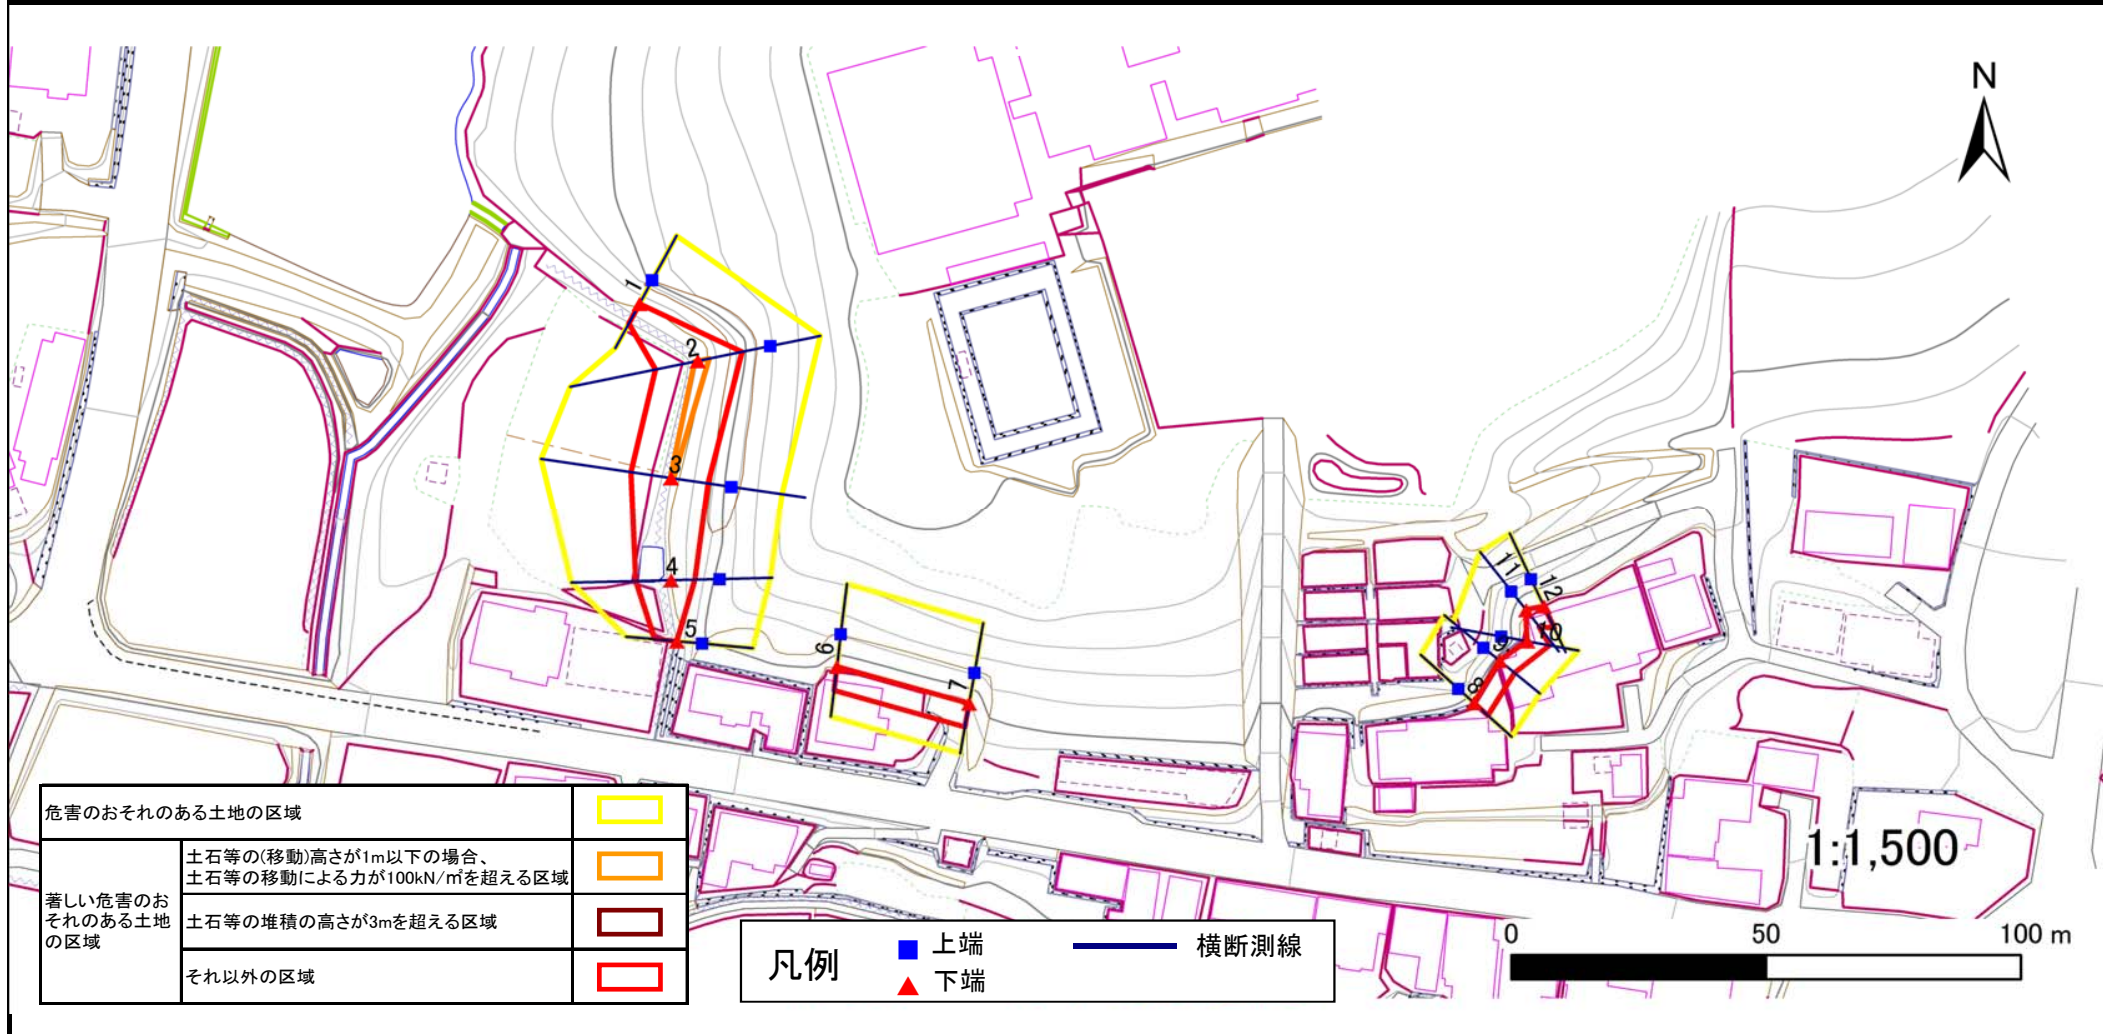 N
1
2
3
4
5
6
7
8
9
10
11
12
1:1,500
0 50 100 m
危害のおそれのある土地の区域
著しい危害のお
それのある土地
の区域
土石等の(移動)高さが1m以下の場合、
土石等の移動による力が100kN/㎡を超える区域
土石等の堆積の高さが3mを超える区域
それ以外の区域
凡例
上端
下端
横断測線